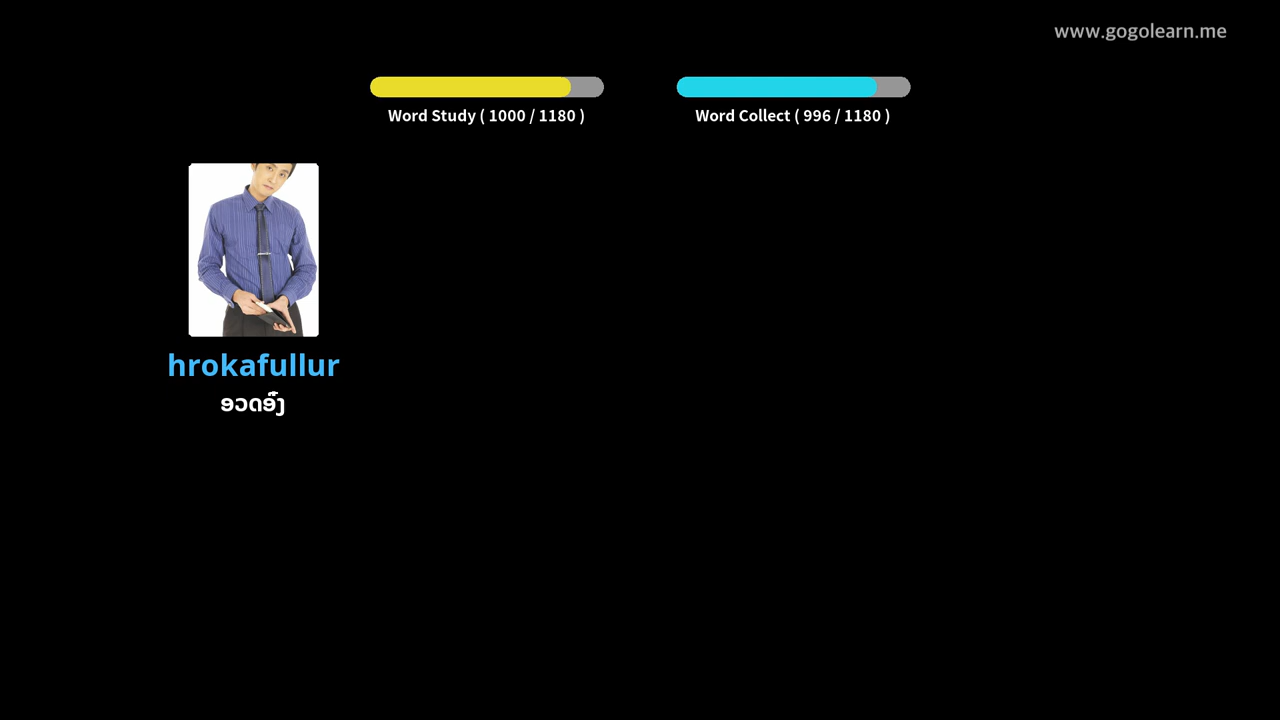 www.gogolearn.me
Word Study ( 1000 / 1180 )
Word Collect ( 996 / 1180 )
hrokafullur
ອວດອົ່ງ